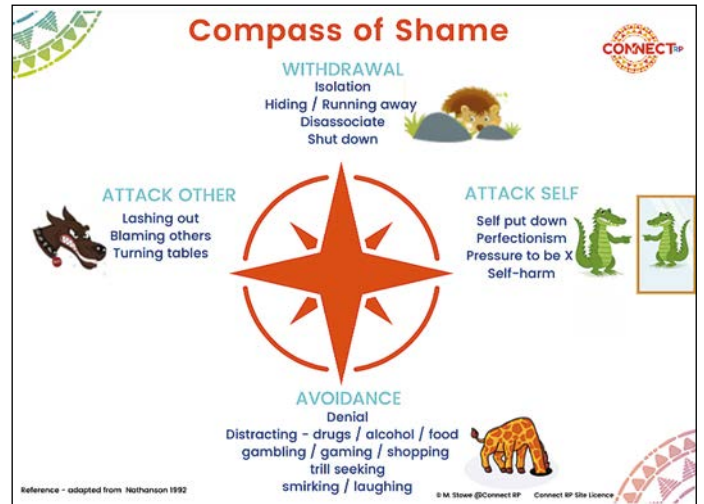 Compass of Shame
CONNECT RP
WITHDRAWAL
Isolation
Hiding / Running away
Disassociate
Shut down
ATTACK OTHER
Lashing out
Blaming others
Turning tables
ATTACK SELF
Self put down
Perfectionism
Pressure to be X
Self-harm
AVOIDANCE
Denial
Distracting - drugs / alcohol / food
gambling / gaming / shopping
trill seeking
smirking / laughing
Reference - adapted from Nathanson 1992
© M. Stowe @Connect RP Connect RP Site Licence